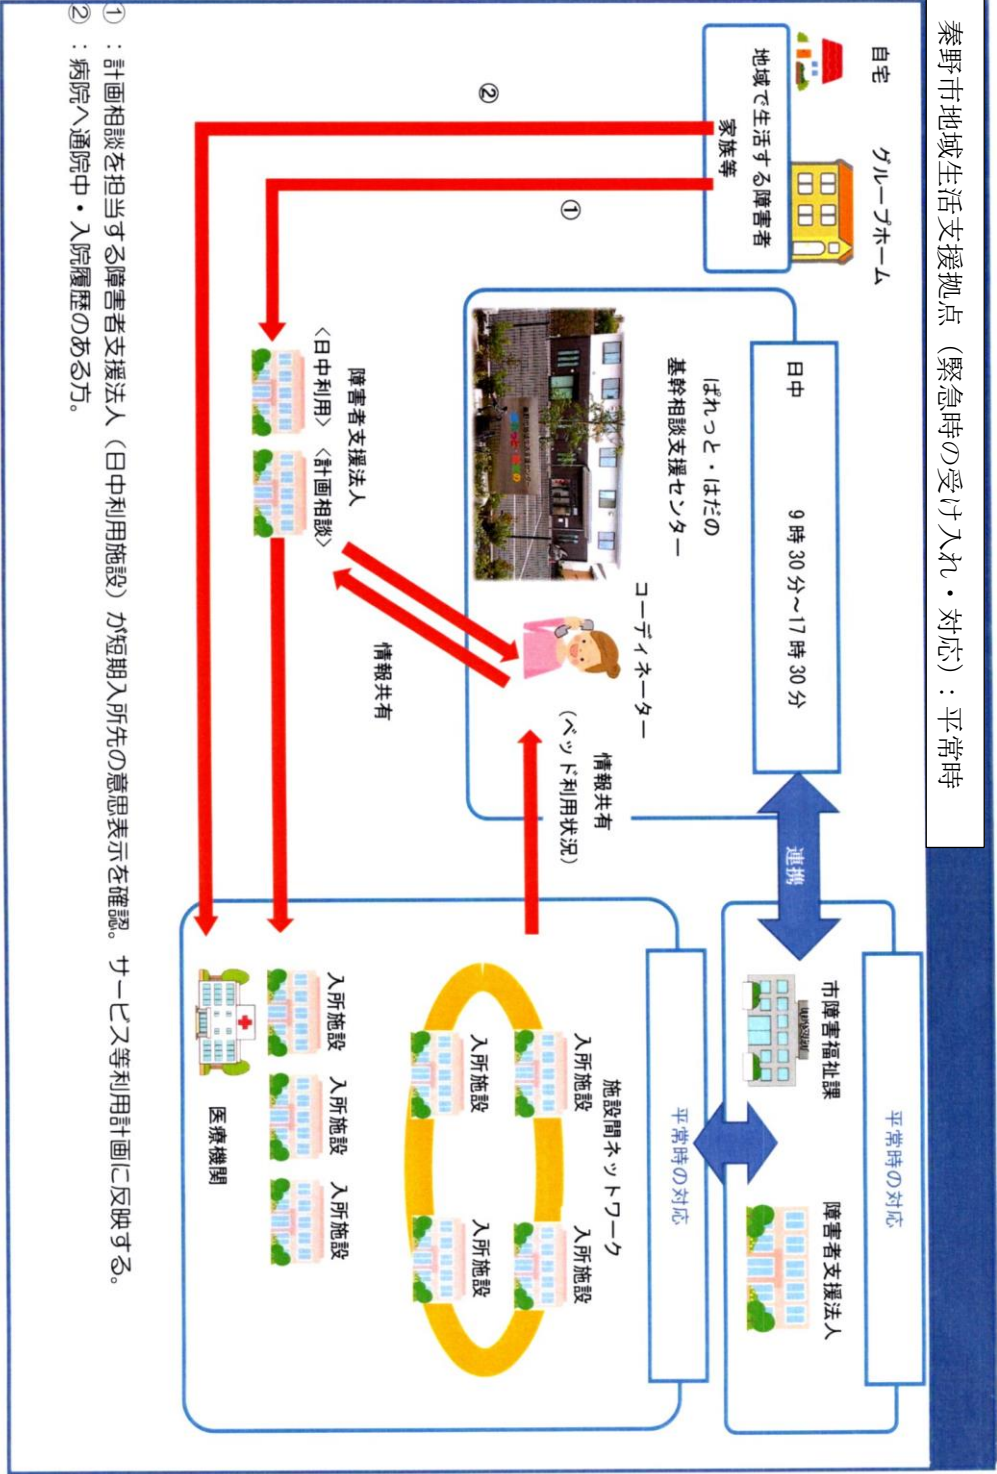 秦野市地域生活支援拠点（緊急時の受け入れ・対応）：平常時
自宅
グループホーム
地域で生活する障害者
家族等
①
②
日中　9時30分～17時30分
ぱれっと・はだの
基幹相談支援センター
コーディネーター
情報共有
（ベッド利用状況）
障害者支援法人
〈日中利用〉〈計画相談〉
情報共有
連携
平常時の対応
市障害福祉課
障害者支援法人
平常時の対応
施設間ネットワーク
入所施設
入所施設
入所施設
入所施設
入所施設
入所施設
入所施設
医療機関
①：計画相談を担当する障害者支援法人（日中利用施設）が短期入所先の意思表示を確認。サービス等利用計画に反映する。
②：病院へ通院中・入院履歴のある方。